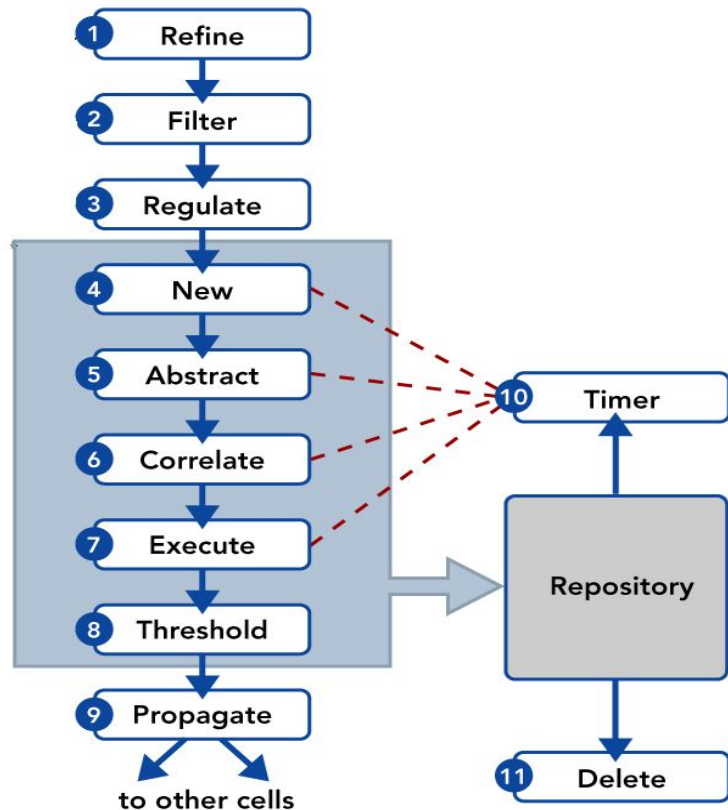 1 Refine
2 Filter
3 Regulate
4 New
5 Abstract
10 Timer
6 Correlate
7 Execute
Repository
8 Threshold
9 Propagate
11 Delete
to other cells